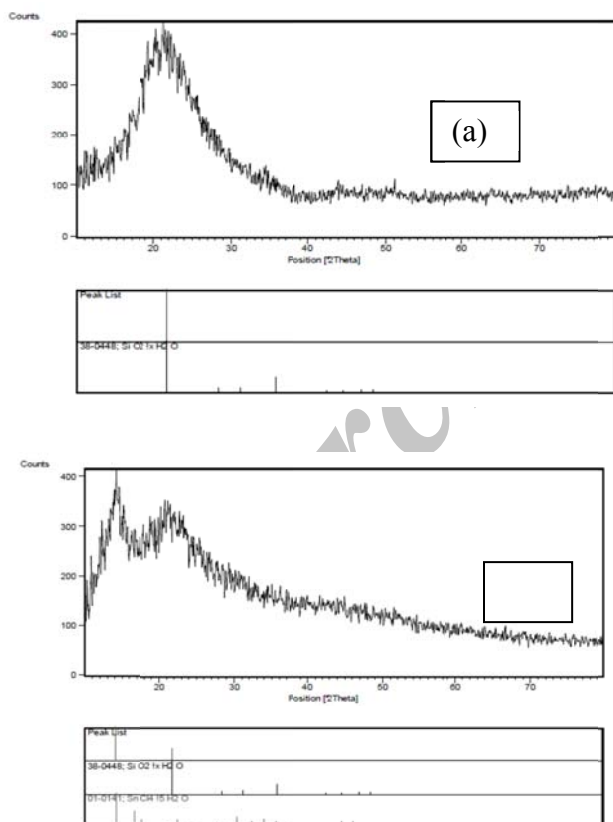 Counts
400
300
200
100
0
(a)
20 30 40 50 60 70
Position [°2Theta]
Peak List
38-0448; Si O2 !x H2 O
Counts
400
300
200
100
0
20 30 40 50 60 70
Position [°2Theta]
Peak List
38-0448; Si O2 !x H2 O
01-0141; Sn Cl4 !5 H2 O